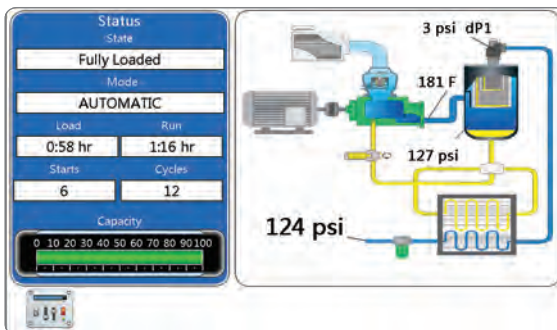 Status
State
Fully Loaded
Mode
AUTOMATIC
Load Run
0:58 hr 1:16 hr
Starts Cycles
6 12
Capacity
0 10 20 30 40 50 60 70 80 90 100
3 psi dP1
181 F
127 psi
124 psi